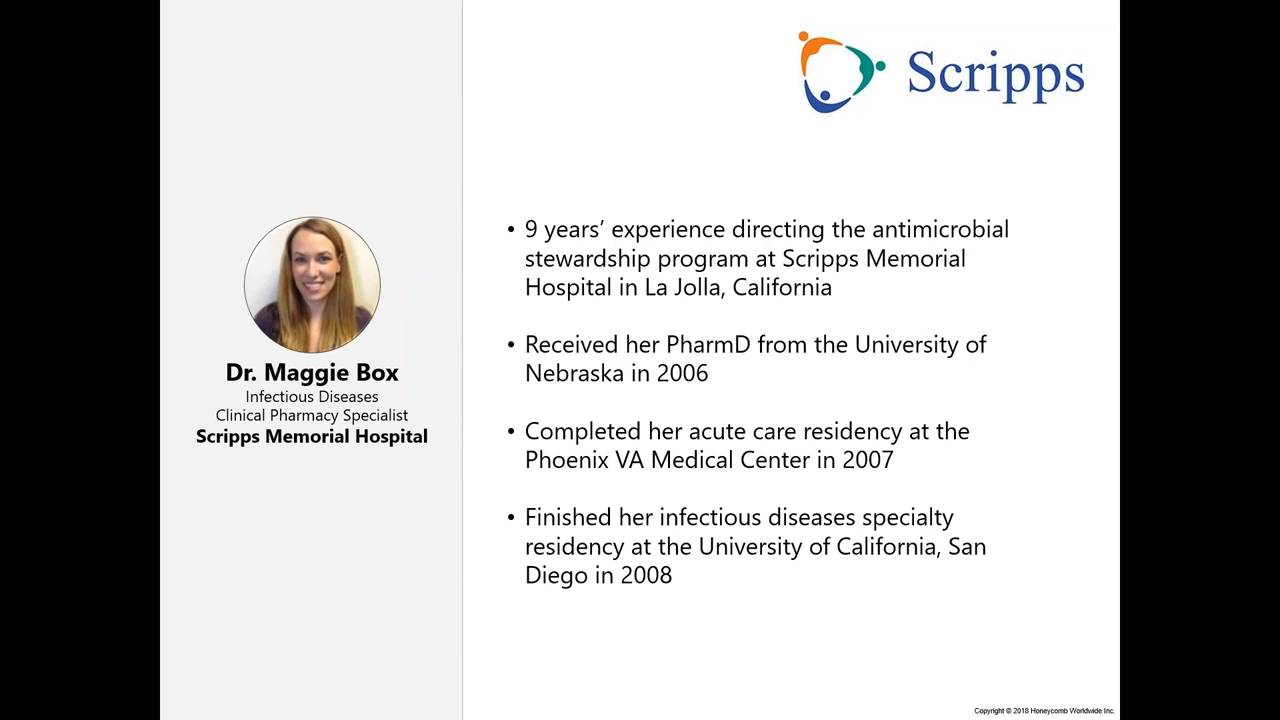 Scripps
Dr. Maggie Box
Infectious Diseases
Clinical Pharmacy Specialist
Scripps Memorial Hospital
• 9 years’ experience directing the antimicrobial
stewardship program at Scripps Memorial
Hospital in La Jolla, California
• Received her PharmD from the University of
Nebraska in 2006
• Completed her acute care residency at the
Phoenix VA Medical Center in 2007
• Finished her infectious diseases specialty
residency at the University of California, San
Diego in 2008
Copyright © 2018 Honeycomb Worldwide Inc.